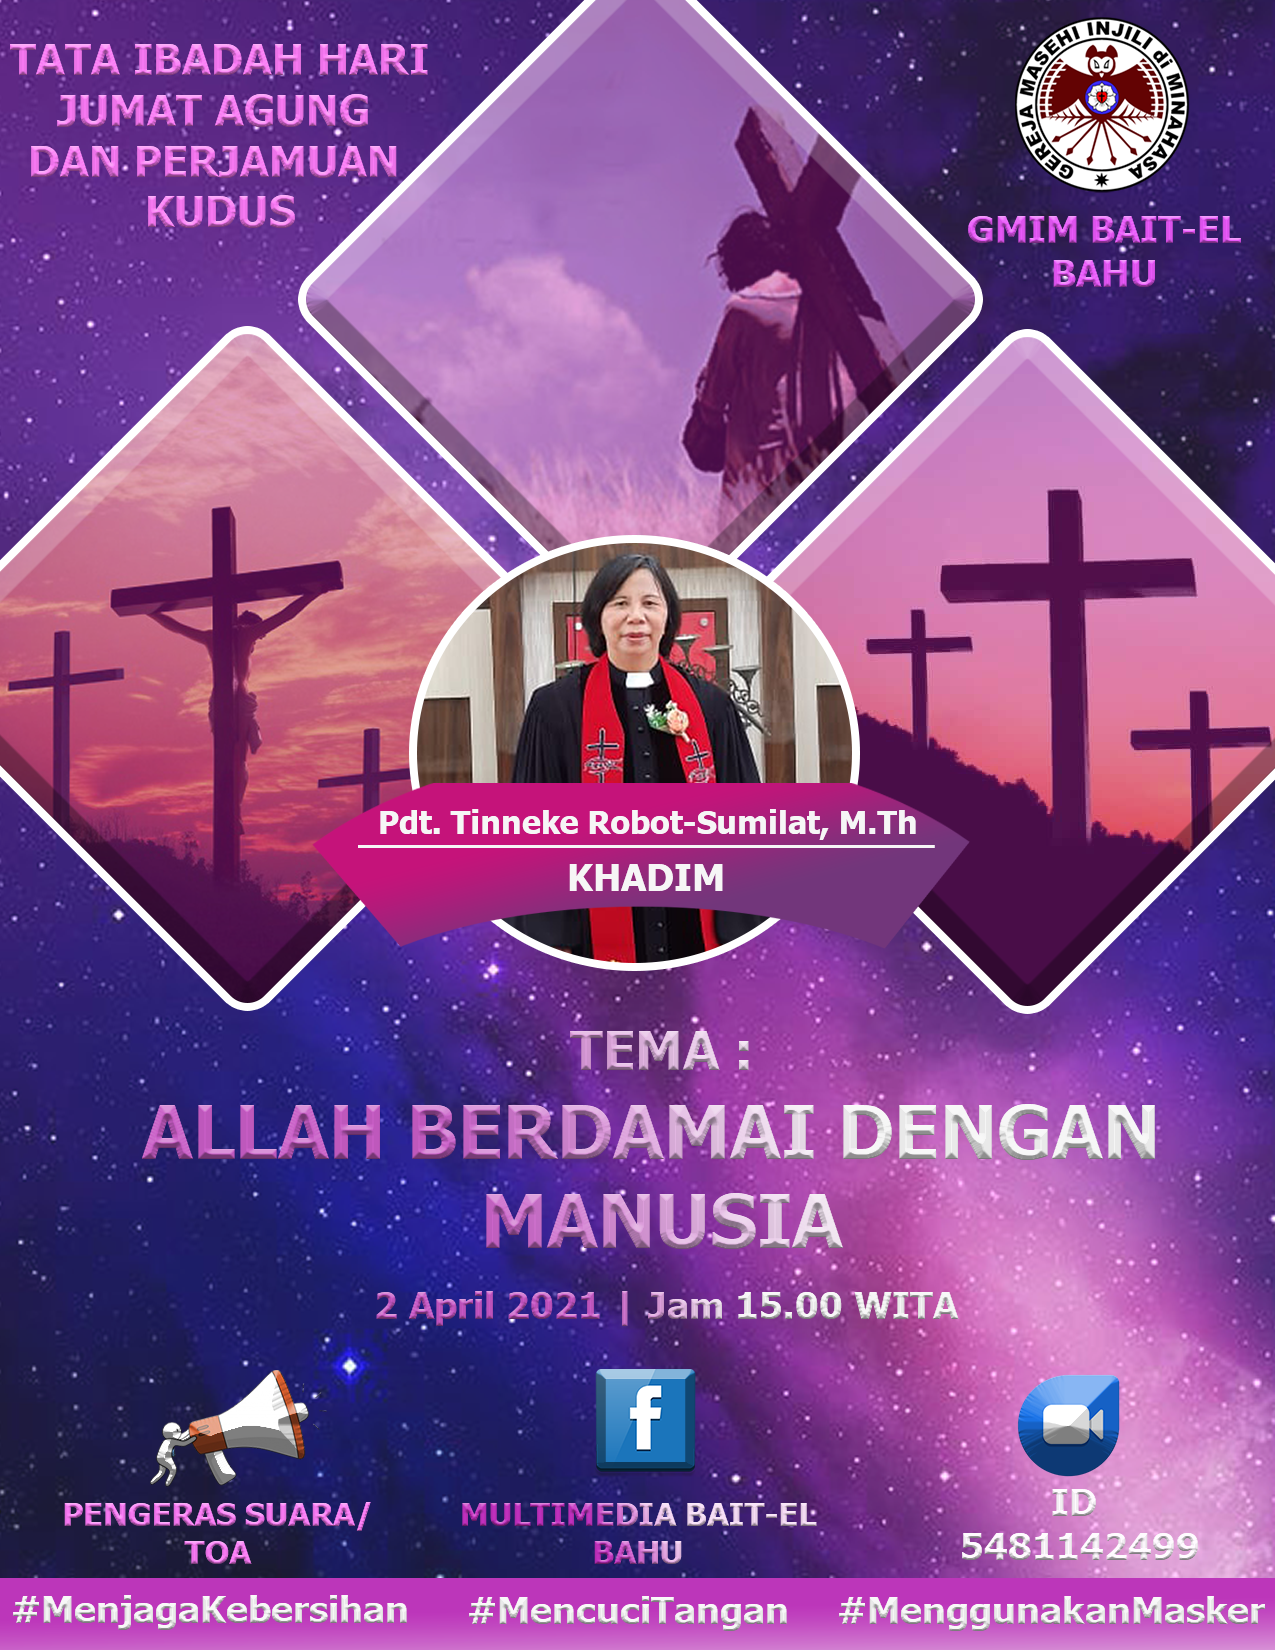 TATA IBADAH HARI
JUMAT AGUNG
DAN PERJAMUAN
KUDUS
GEREJA MASEHI INJILI di MINAHASA
GMIM BAIT-EL
BAHU
Pdt. Tinneke Robot-Sumilat, M.Th
KHADIM
TEMA :
ALLAH BERDAMAI DENGAN
MANUSIA
2 April 2021 | Jam 15.00 WITA
f
PENGERAS SUARA/
TOA
MULTIMEDIA BAIT-EL
BAHU
ID
5481142499
#MenjagaKebersihan
#MencuciTangan
#MenggunakanMasker